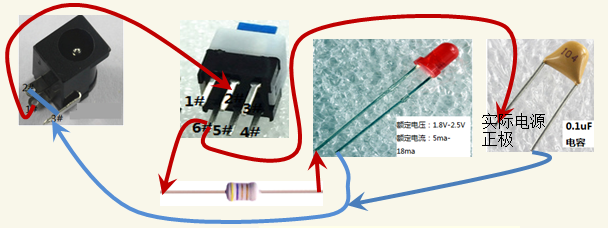 2#
1#
3#
1#
2#
3#
6#
5#
4#
额定电压：1.8V-2.5V
额定电流：5ma-
18ma
104
实际电源
正极
0.1uF
电容